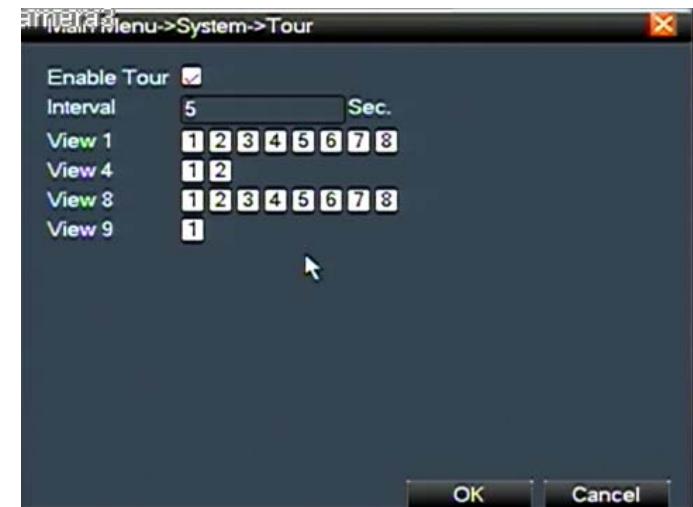 Main Menu->System->Tour
Enable Tour
Interval 5 Sec.
View 1 1 2 3 4 5 6 7 8
View 4 1 2
View 8 1 2 3 4 5 6 7 8
View 9 1
OK Cancel